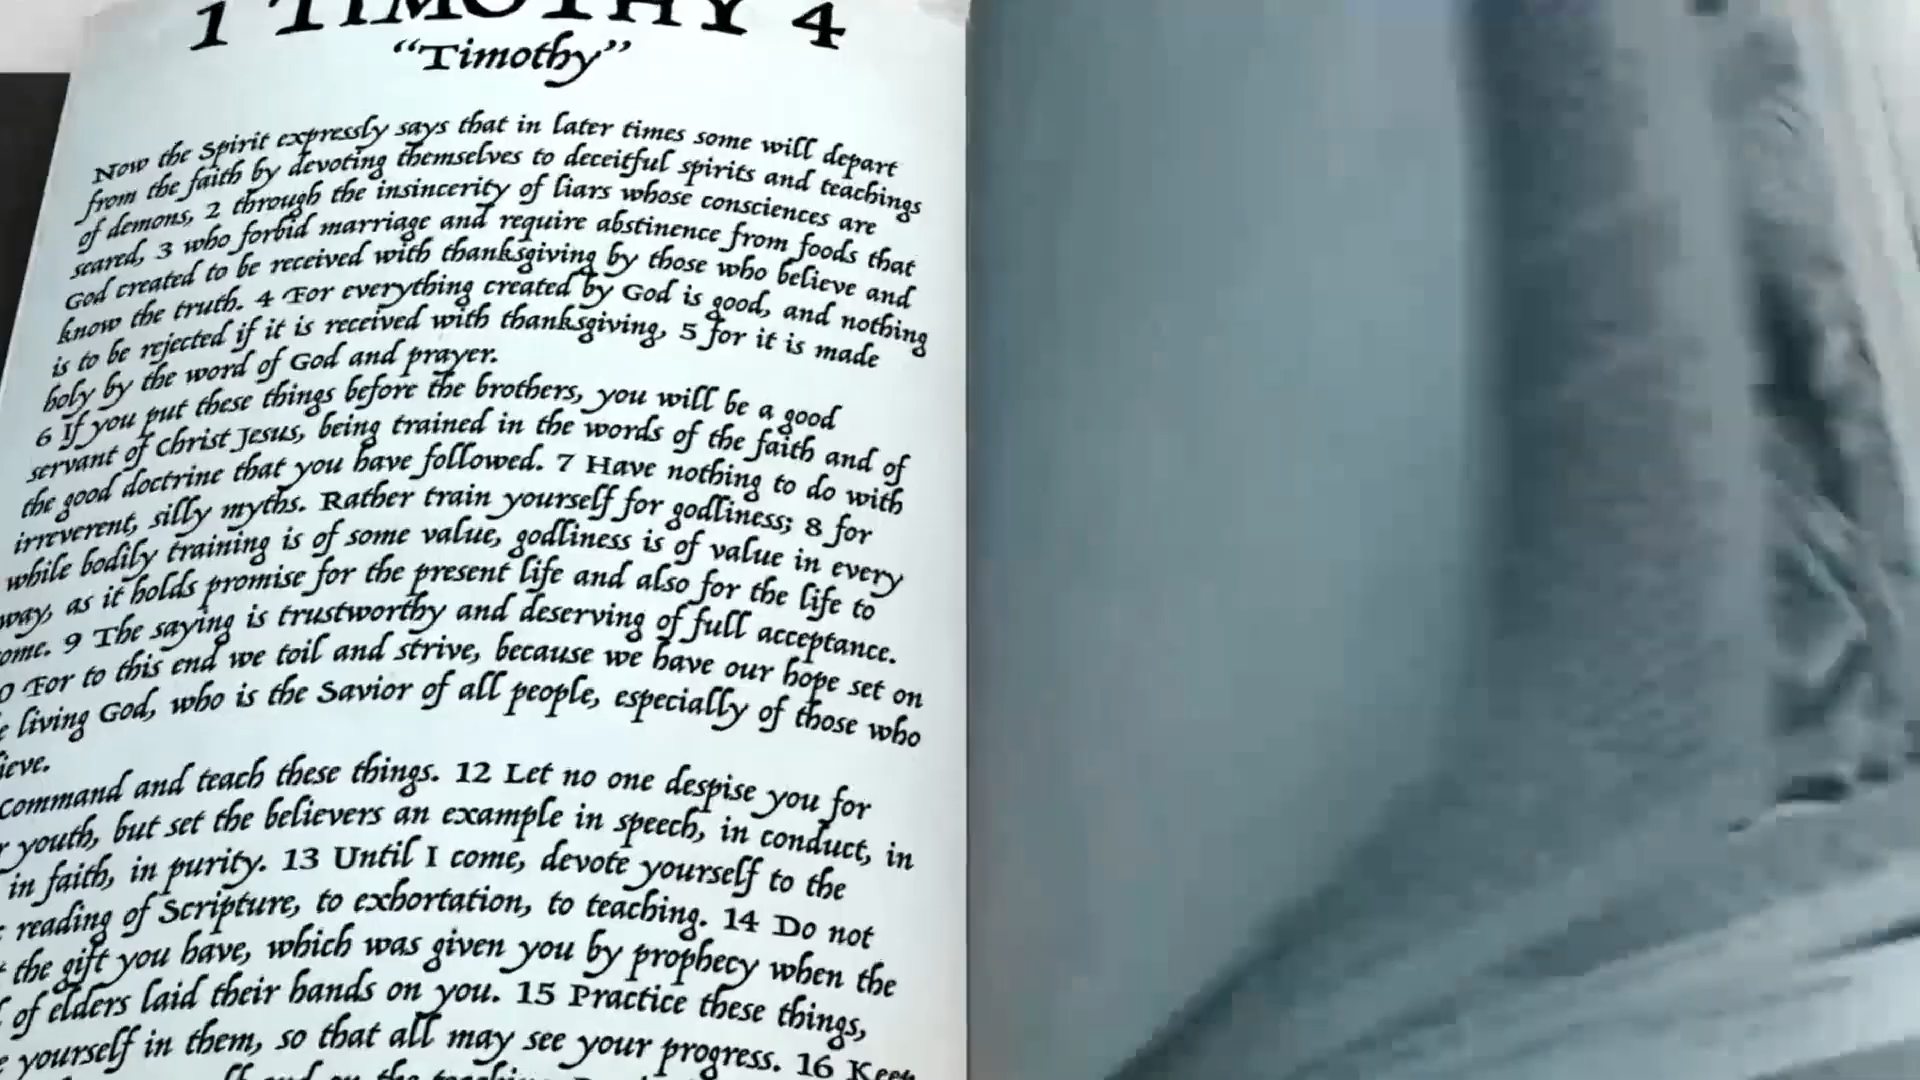 1 TIMOTHY 4
“Timothy”
Now the Spirit expressly says that in later times some will depart
from the faith by devoting themselves to deceitful spirits and teachings
of demons, 2 through the insincerity of liars whose consciences are
seared, 3 who forbid marriage and require abstinence from foods that
God created to be received with thanksgiving by those who believe and
know the truth. 4 For everything created by God is good, and nothing
is to be rejected if it is received with thanksgiving, 5 for it is made
holy by the word of God and prayer.
6 If you put these things before the brothers, you will be a good
servant of Christ Jesus, being trained in the words of the faith and of
the good doctrine that you have followed. 7 Have nothing to do with
irreverent, silly myths. Rather train yourself for godliness; 8 for
while bodily training is of some value, godliness is of value in every
way, as it holds promise for the present life and also for the life to
ome. 9 The saying is trustworthy and deserving of full acceptance.
0 For to this end we toil and strive, because we have our hope set on
living God, who is the Savior of all people, especially of those who
ieve.
Command and teach these things. 12 Let no one despise you for
youth, but set the believers an example in speech, in conduct, in
in faith, in purity. 13 Until I come, devote yourself to the
reading of Scripture, to exhortation, to teaching. 14 Do not
the gift you have, which was given you by prophecy when the
of elders laid their hands on you. 15 Practice these things,
yourself in them, so that all may see your progress. 16 Keep